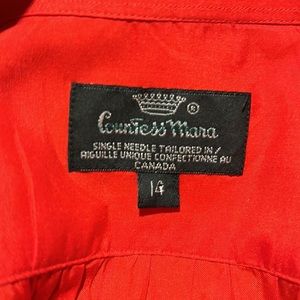 ®
Countess Mara
SINGLE NEEDLE TAILORED IN/
AIGUILLE UNIQUE CONFECTIONNÉ AU
CANADA
14